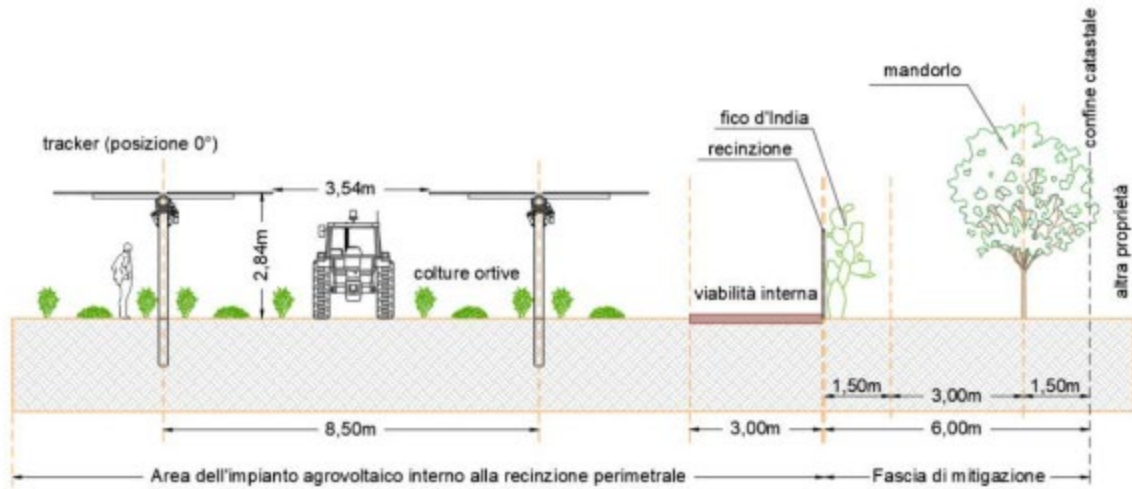 mandorlo
confine catastale
fico d'India
recinzione
tracker (posizione 0°)
3,54m
2,84m
colture ortive
viabilità interna
altra proprietà
1,50m
3,00m
1,50m
8,50m
3,00m
6,00m
Area dell'impianto agrovoltaico interno alla recinzione perimetrale
Fascia di mitigazione